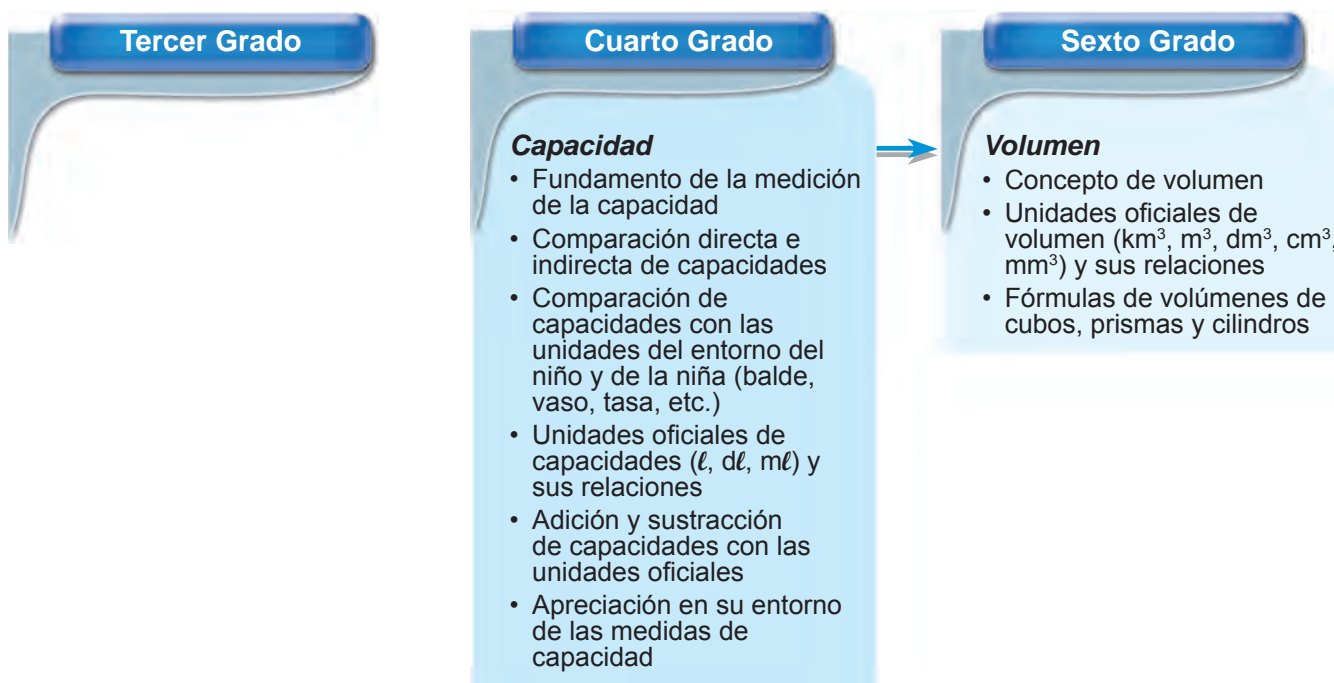 Tercer Grado
Cuarto Grado
Capacidad
• Fundamento de la medición
de la capacidad
• Comparación directa e
indirecta de capacidades
• Comparación de
capacidades con las
unidades del entorno del
niño y de la niña (balde,
vaso, tasa, etc.)
• Unidades oficiales de
capacidades (ℓ, dℓ, mℓ) y
sus relaciones
• Adición y sustracción
de capacidades con las
unidades oficiales
• Apreciación en su entorno
de las medidas de
capacidad
Sexto Grado
Volumen
• Concepto de volumen
• Unidades oficiales de
volumen (km³, m³, dm³, cm³,
mm³) y sus relaciones
• Fórmulas de volúmenes de
cubos, prismas y cilindros